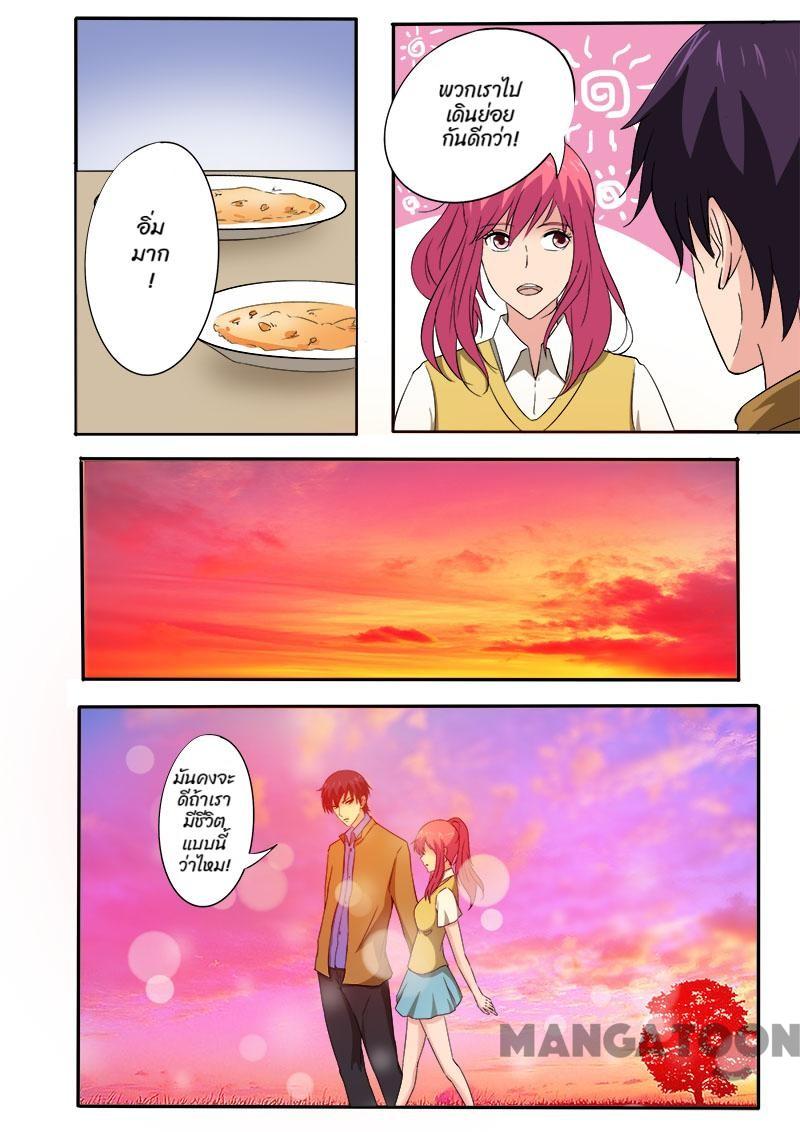 อิ่ม
มาก
!
พวกเราไป
เดินย่อย
กันดีกว่า!
มันคงจะ
ดีถ้าเรา
มีชีวิต
แบบนี้
ว่าไหม!
MANGATOON